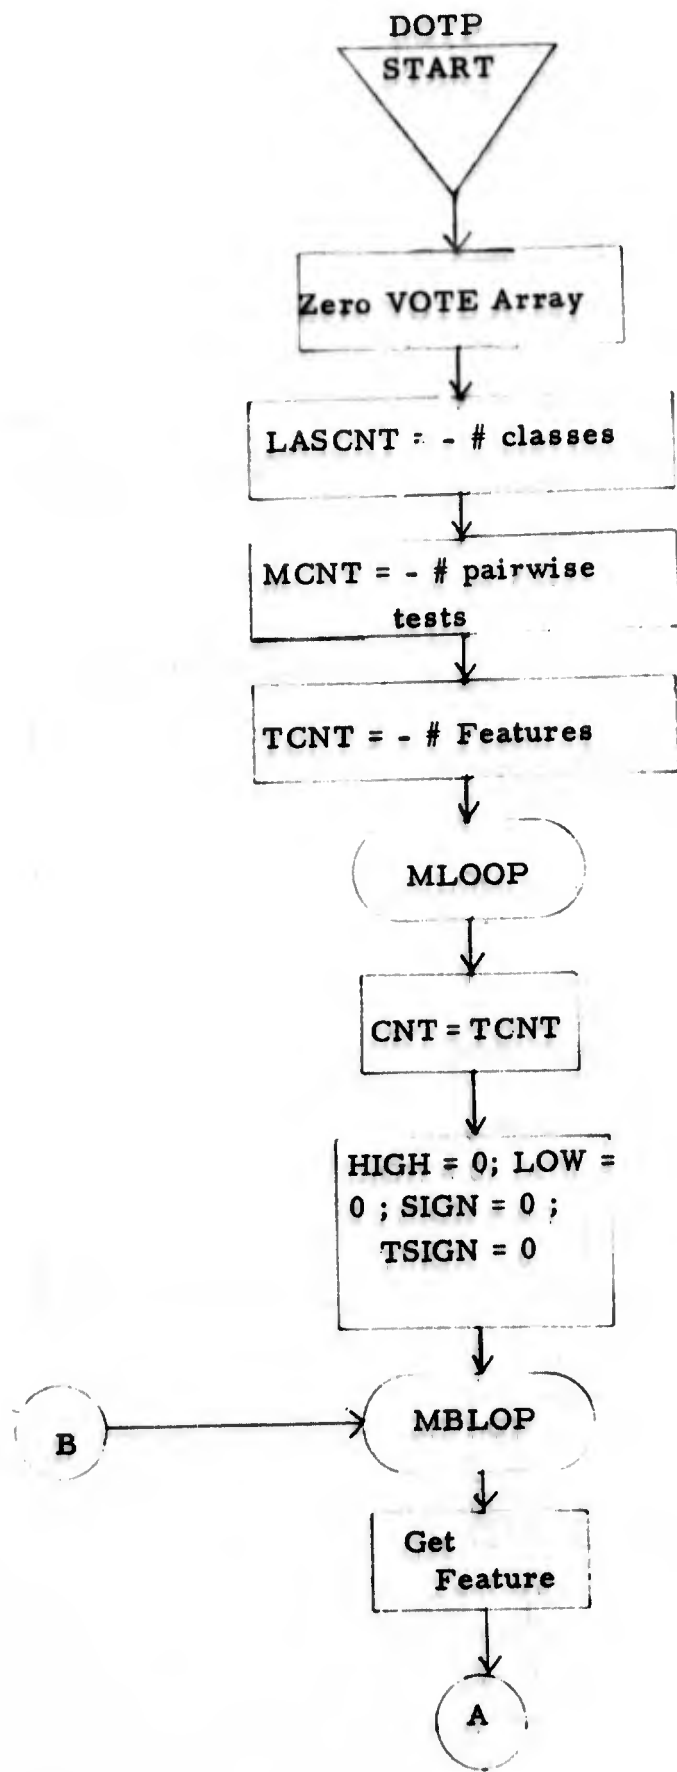 DOTP
START
Zero VOTE Array
LASCNT = - # classes
MCNT = - # pairwise
tests
TCNT = - # Features
MLOOP
CNT = TCNT
HIGH = 0; LOW =
0 ; SIGN = 0 ;
TSIGN = 0
B
MBLOP
Get
Feature
A